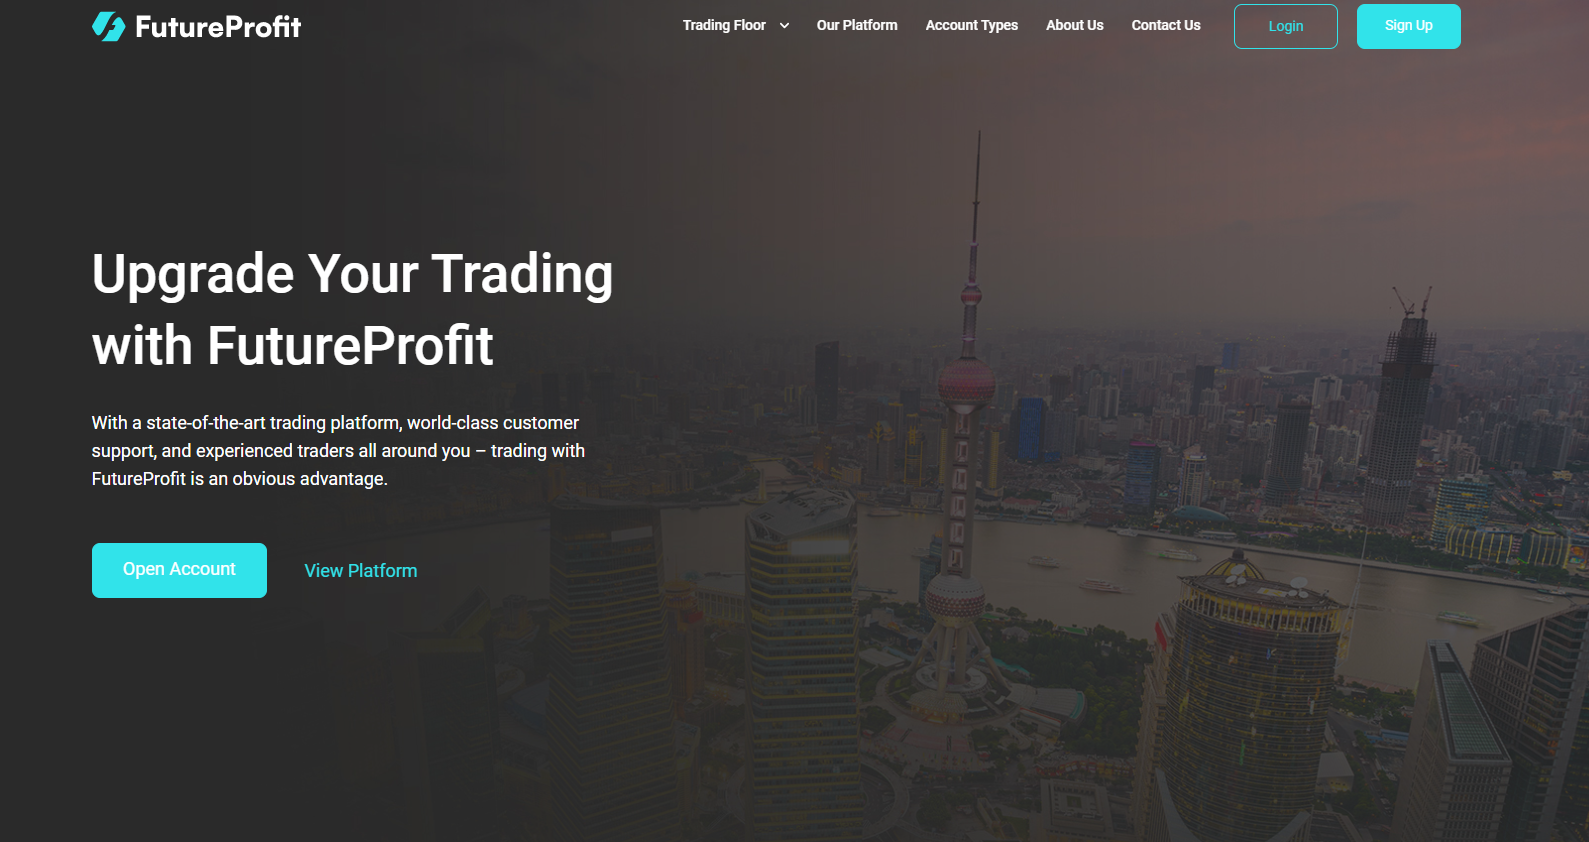 FutureProfit
Trading Floor
Our Platform
Account Types
About Us
Contact Us
Login
Sign Up
Upgrade Your Trading
with FutureProfit
With a state-of-the-art trading platform, world-class customer
support, and experienced traders all around you – trading with
FutureProfit is an obvious advantage.
Open Account
View Platform